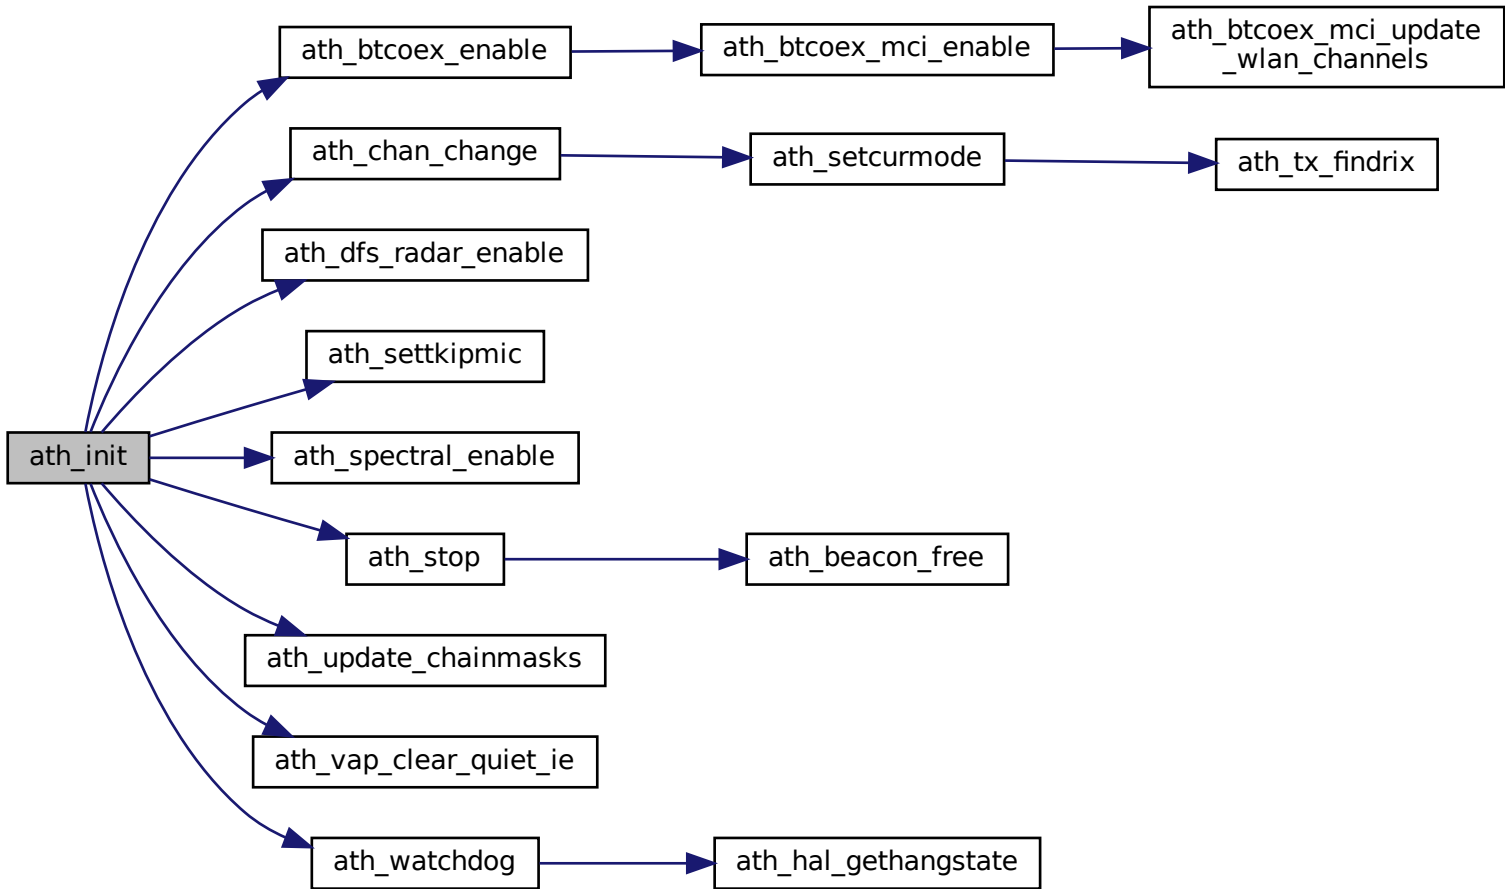 ath_btcoex_enable
ath_btcoex_mci_enable
ath_btcoex_mci_update
_wlan_channels
ath_chan_change
ath_setcurmode
ath_tx_findrix
ath_dfs_radar_enable
ath_settkipmic
ath_init
ath_spectral_enable
ath_stop
ath_beacon_free
ath_update_chainmasks
ath_vap_clear_quiet_ie
ath_watchdog
ath_hal_gethangstate